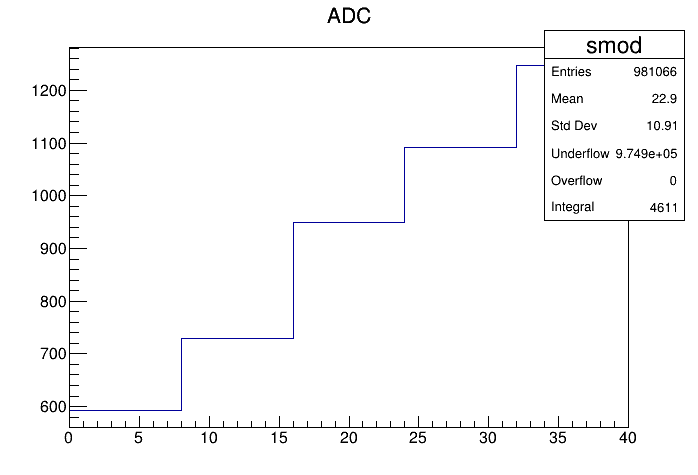 ADC
smod
Entries 981066
Mean 22.9
Std Dev 10.91
Underflow 9.749e+05
Overflow 0
Integral 4611
1200
1100
1000
900
800
700
600
0 5 10 15 20 25 30 35 40